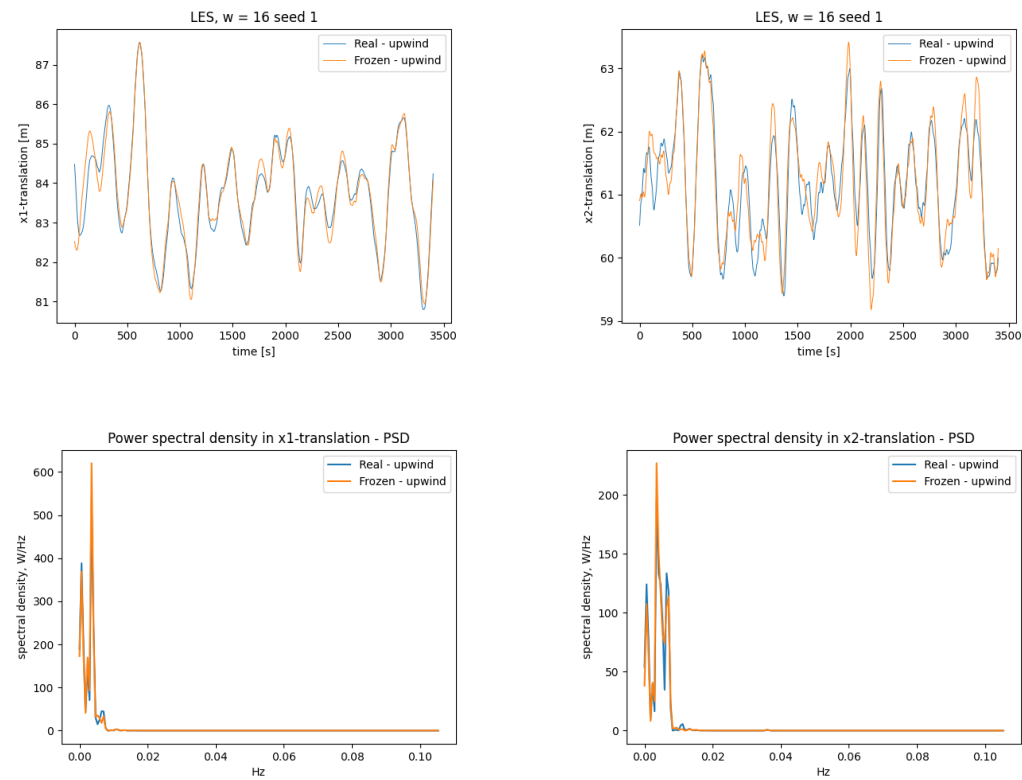 LES, w = 16 seed 1
Real - upwind
Frozen - upwind
x1-translation [m]
87
86
85
84
83
82
81
0
500
1000
1500
2000
2500
3000
3500
time [s]
LES, w = 16 seed 1
Real - upwind
Frozen - upwind
x2-translation [m]
63
62
61
60
59
0
500
1000
1500
2000
2500
3000
3500
time [s]
Power spectral density in x1-translation - PSD
Real - upwind
Frozen - upwind
spectral density, W/Hz
600
500
400
300
200
100
0
0.00
0.02
0.04
0.06
0.08
0.10
Hz
Power spectral density in x2-translation - PSD
Real - upwind
Frozen - upwind
spectral density, W/Hz
200
150
100
50
0
0.00
0.02
0.04
0.06
0.08
0.10
Hz